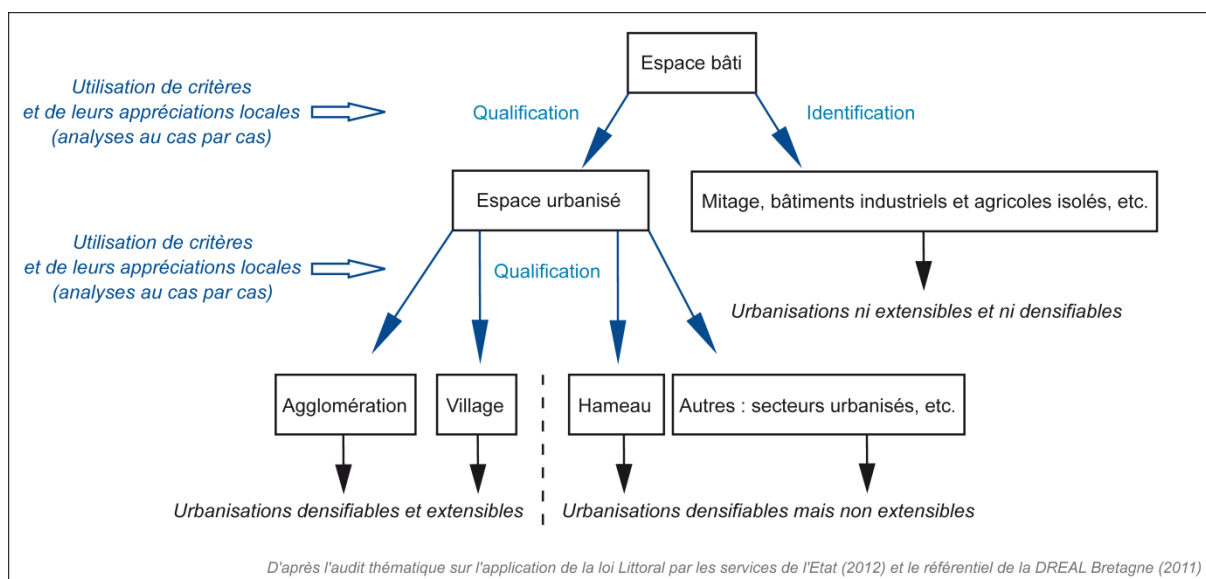 Espace bâti
Utilisation de critères
et de leurs appréciations locales
(analyses au cas par cas)
Qualification
Identification
Espace urbanisé
Mitage, bâtiments industriels et agricoles isolés, etc.
Utilisation de critères
et de leurs appréciations locales
(analyses au cas par cas)
Qualification
Urbanisations ni extensibles et ni densifiables
Agglomération
Village
Hameau
Autres : secteurs urbanisés, etc.
Urbanisations densifiables et extensibles
Urbanisations densifiables mais non extensibles
D'après l'audit thématique sur l'application de la loi Littoral par les services de l'Etat (2012) et le référentiel de la DREAL Bretagne (2011)